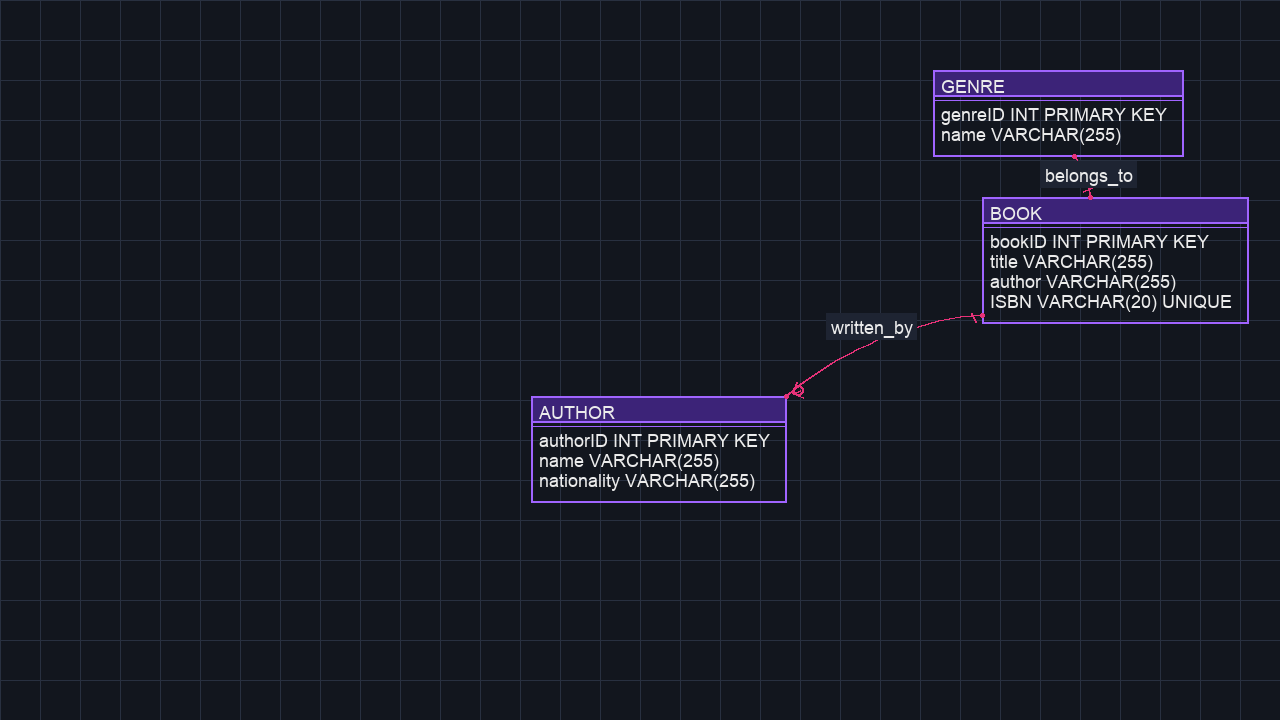 GENRE
genreID INT PRIMARY KEY
name VARCHAR(255)
belongs_to
BOOK
bookID INT PRIMARY KEY
title VARCHAR(255)
author VARCHAR(255)
ISBN VARCHAR(20) UNIQUE
written_by
AUTHOR
authorID INT PRIMARY KEY
name VARCHAR(255)
nationality VARCHAR(255)